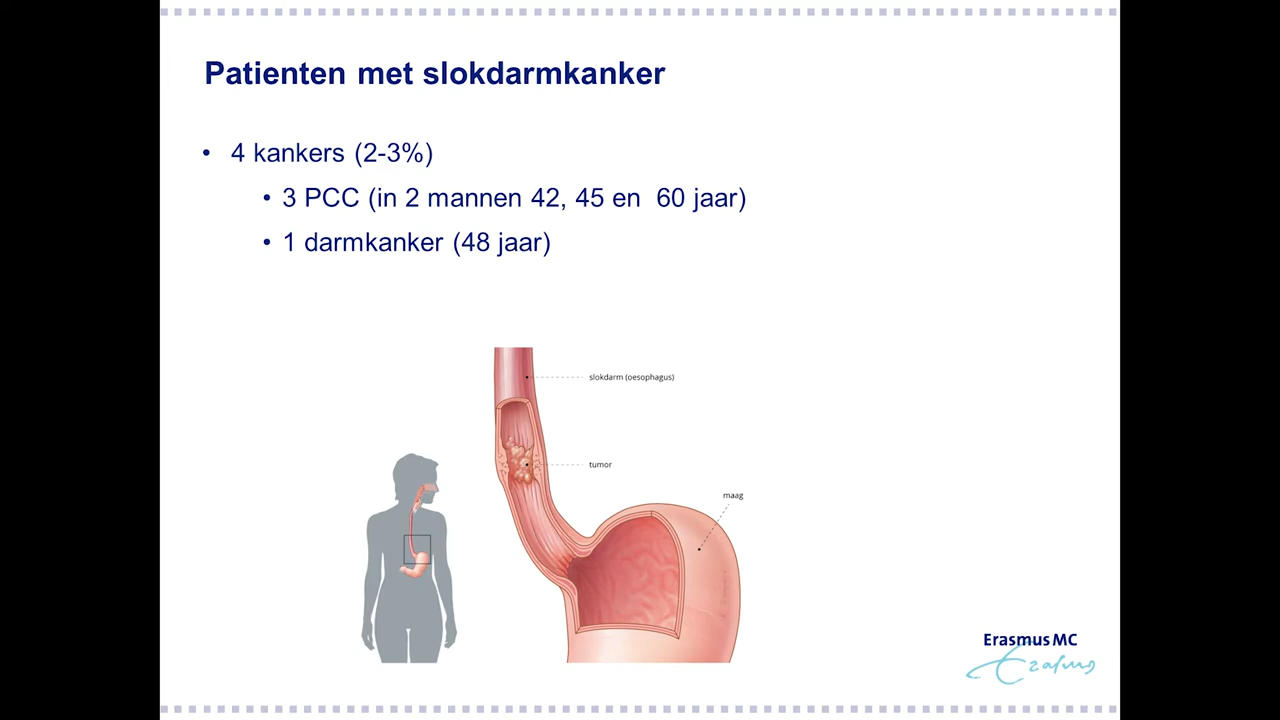 Patienten met slokdarmkanker
• 4 kankers (2-3%)
• 3 PCC (in 2 mannen 42, 45 en  60 jaar)
• 1 darmkanker (48 jaar)
slokdarm (oesophagus)
tumor
maag
Erasmus MC
Erasmus